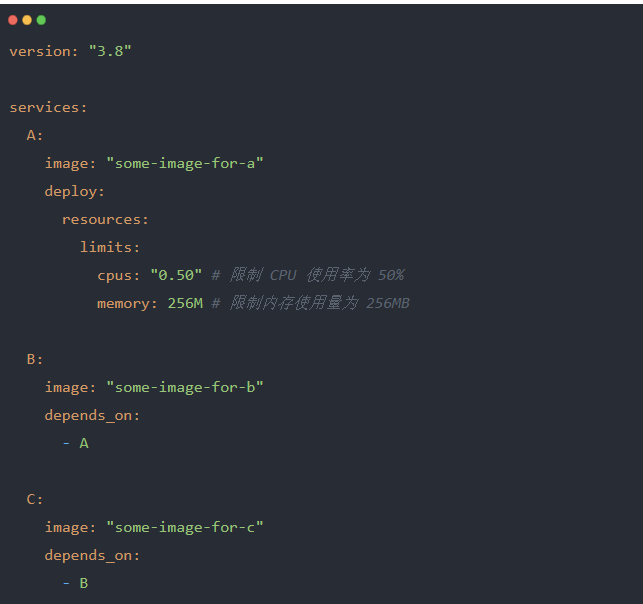 version: "3.8"
services:
A:
image: "some-image-for-a"
deploy:
resources:
limits:
cpus: "0.50" # 限制 CPU 使用率为 50%
memory: 256M # 限制内存使用量为 256MB
B:
image: "some-image-for-b"
depends_on:
- A
C:
image: "some-image-for-c"
depends_on:
- B